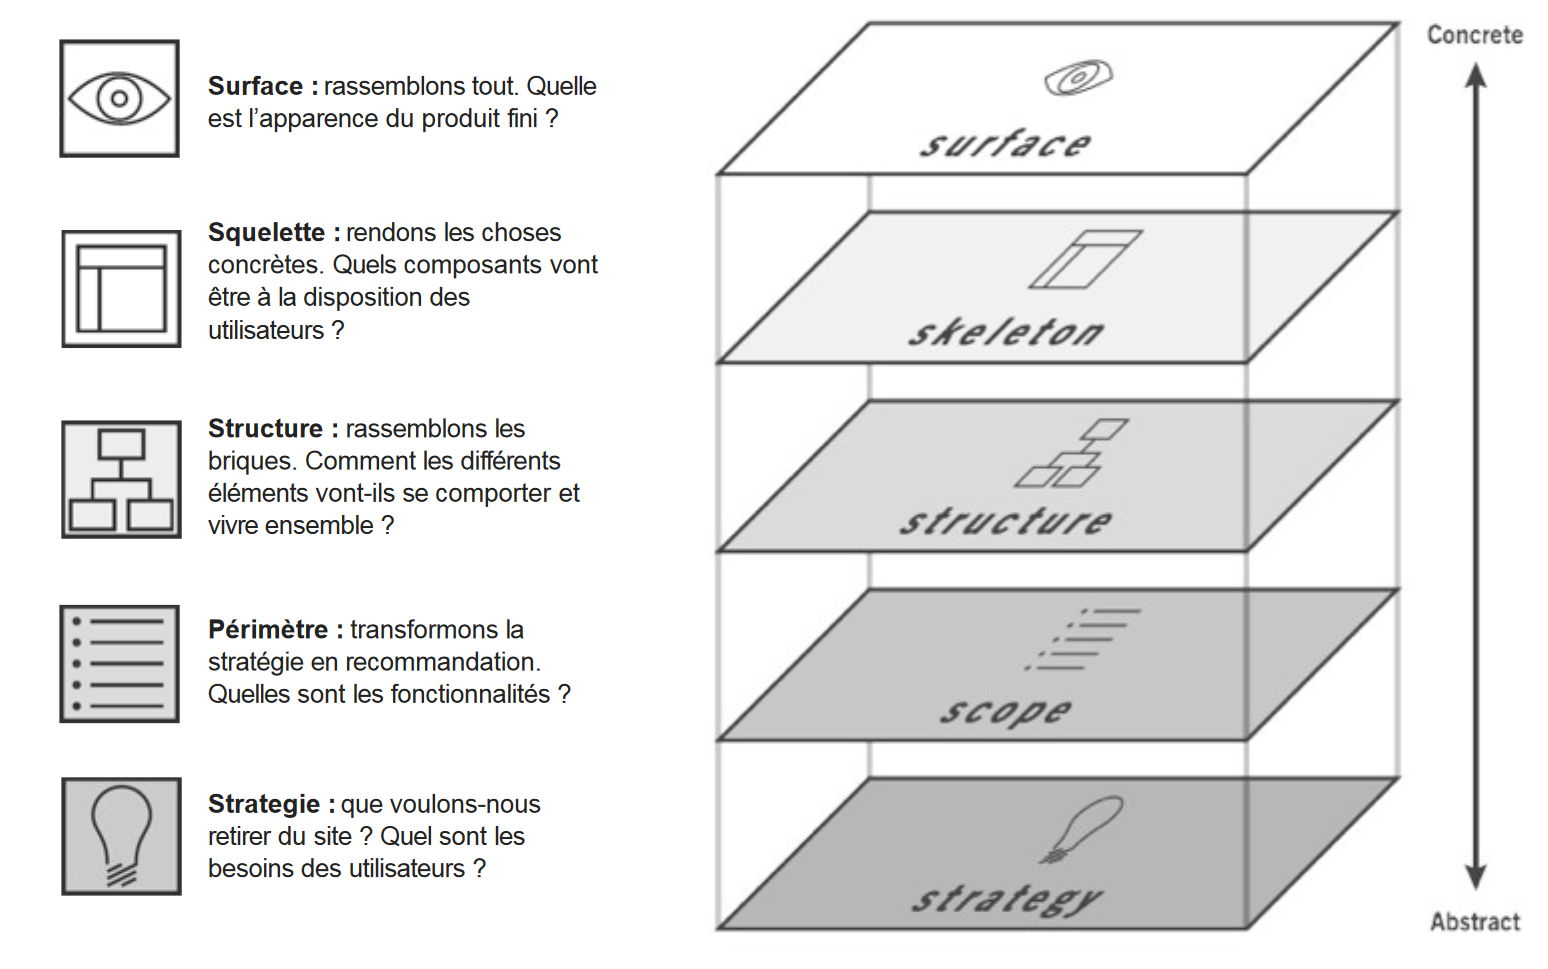 Surface : rassemblons tout. Quelle
est l’apparence du produit fini ?
Squelette : rendons les choses
concrètes. Quels composants vont
être à la disposition des
utilisateurs ?
Structure : rassemblons les
briques. Comment les différents
éléments vont-ils se comporter et
vivre ensemble ?
Périmètre : transformons la
stratégie en recommandation.
Quelles sont les fonctionnalités ?
Strategie : que voulons-nous
retirer du site ? Quel sont les
besoins des utilisateurs ?
surface
skeleton
structure
scope
strategy
Concrete
Abstract